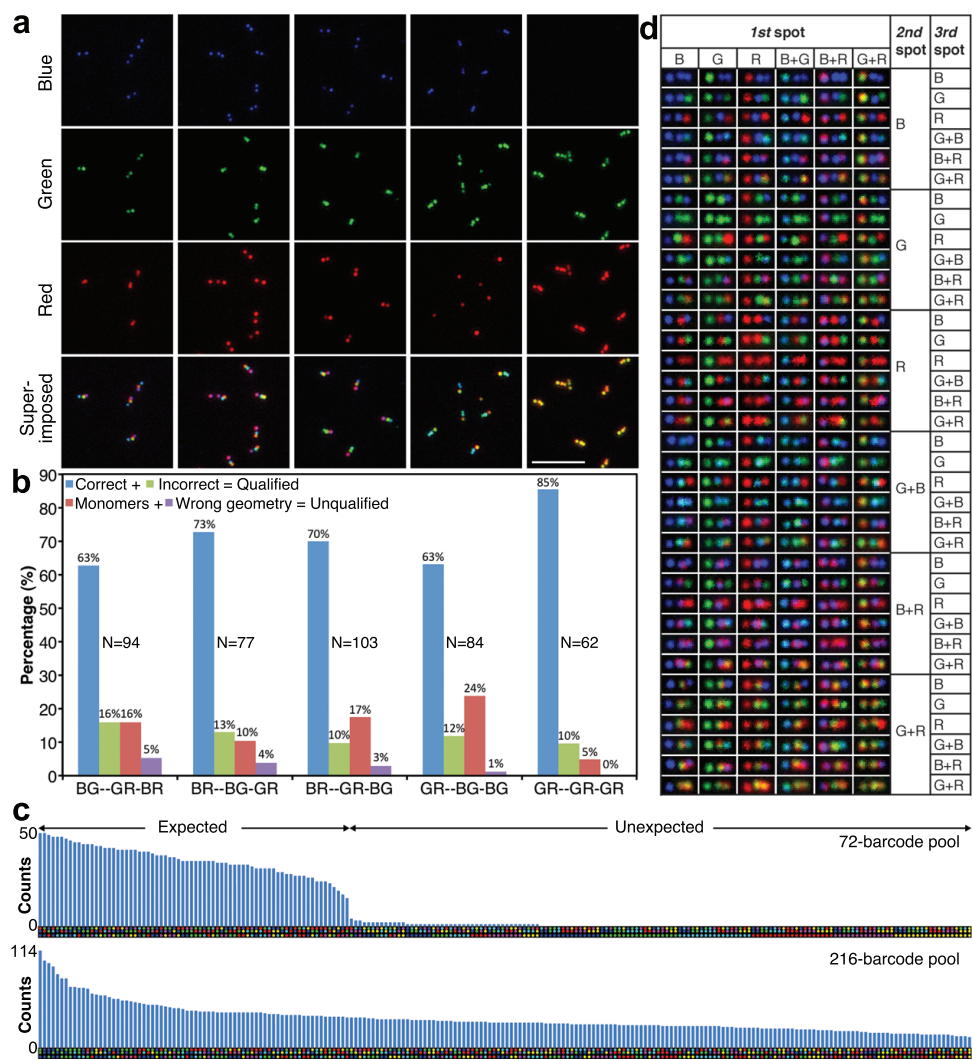 a
Blue
Green
Red
Super-
imposed
b
Percentage (%)
90
80
70
60
50
40
30
20
10
0
Correct + Incorrect = Qualified
Monomers + Wrong geometry = Unqualified
63%
16%
16%
5%
N=94
73%
13%
10%
4%
N=77
70%
10%
17%
3%
N=103
63%
12%
24%
1%
N=84
85%
10%
5%
0%
N=62
BG--GR-BR
BR--BG-GR
BR--GR-BG
GR--BG-BG
GR--GR-GR
c
Expected
Unexpected
72-barcode pool
Counts
50
0
216-barcode pool
Counts
114
0
d
1st spot
2nd spot
3rd spot
B G R B+G B+R G+R
B
B
G
R
G+B
B+R
G+R
G
B
G
R
G+B
B+R
G+R
R
B
G
R
G+B
B+R
G+R
G+B
B
G
R
G+B
B+R
G+R
B+R
B
G
R
G+B
B+R
G+R
G+R
B
G
R
G+B
B+R
G+R